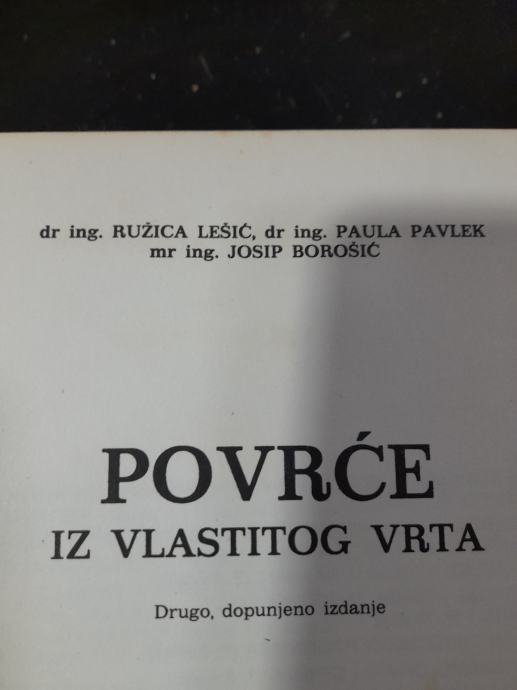 dr ing. RUŽICA LEŠIĆ, dr ing. PAULA PAVLEK
mr ing. JOSIP BOROŠIĆ
POVRĆE
IZ VLASTITOG VRTA
Drugo, dopunjeno izdanje